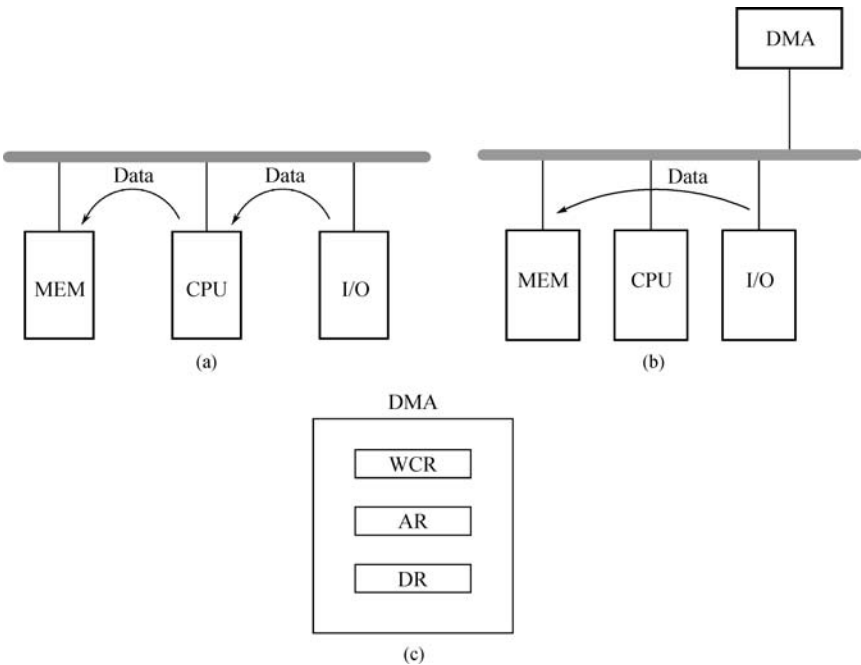 DMA
Data
Data
MEM
CPU
I/O
(a)
Data
MEM
CPU
I/O
(b)
DMA
WCR
AR
DR
(c)